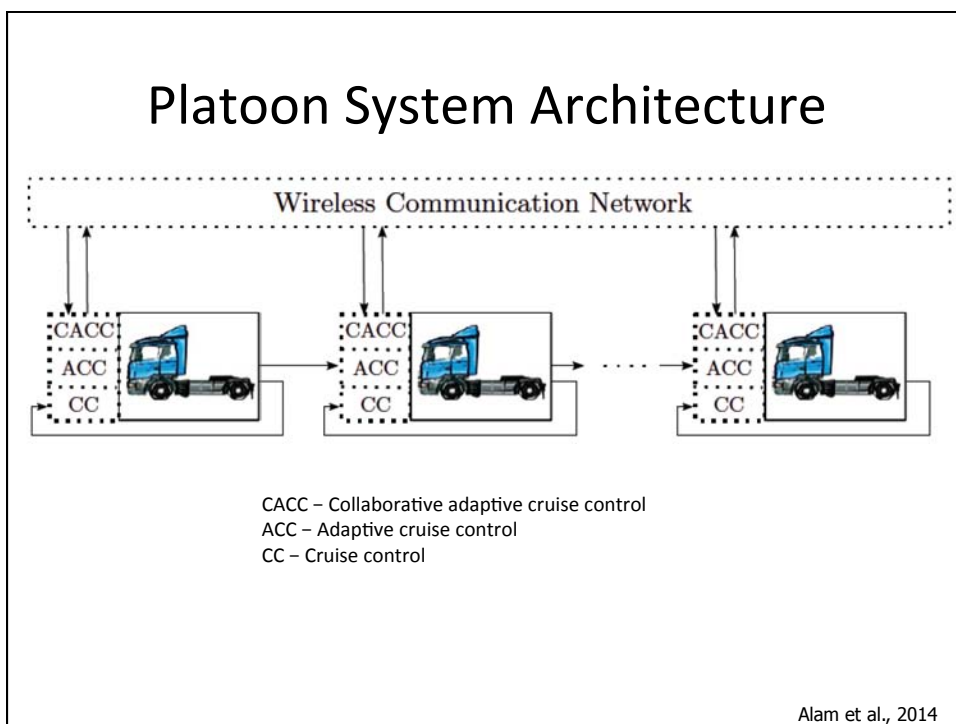 Platoon System Architecture
Wireless Communication Network
CACC
ACC
CC
CACC
ACC
CC
· · · ·
CACC
ACC
CC
CACC – Collaborative adaptive cruise control
ACC – Adaptive cruise control
CC – Cruise control
Alam et al., 2014